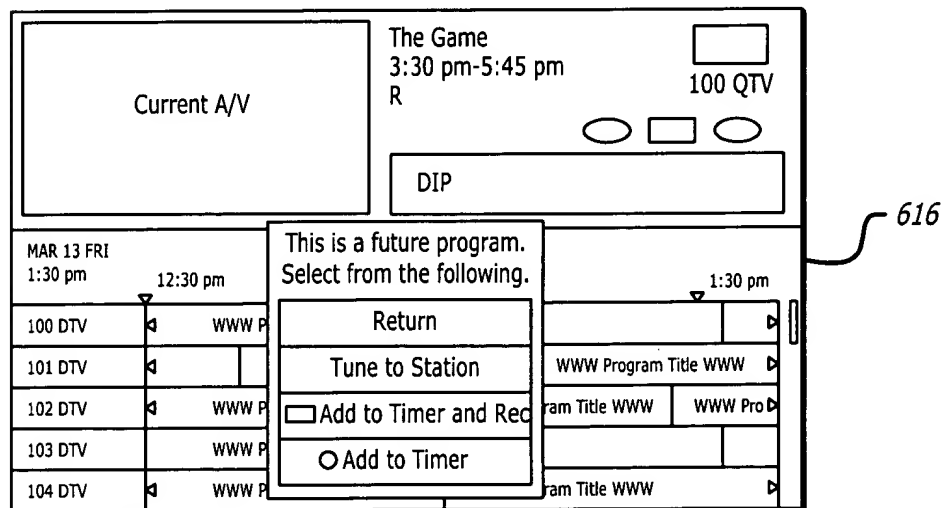 Current A/V
The Game
3:30 pm-5:45 pm
R
100 QTV
DIP
616
MAR 13 FRI
1:30 pm
12:30 pm
1:30 pm
This is a future program.
Select from the following.
Return
Tune to Station
Add to Timer and Rec
Add to Timer
100 DTV
WWW P
101 DTV
WWW Program Title WWW
102 DTV
WWW P
ram Title WWW
WWW Pro
103 DTV
WWW P
104 DTV
WWW P
ram Title WWW